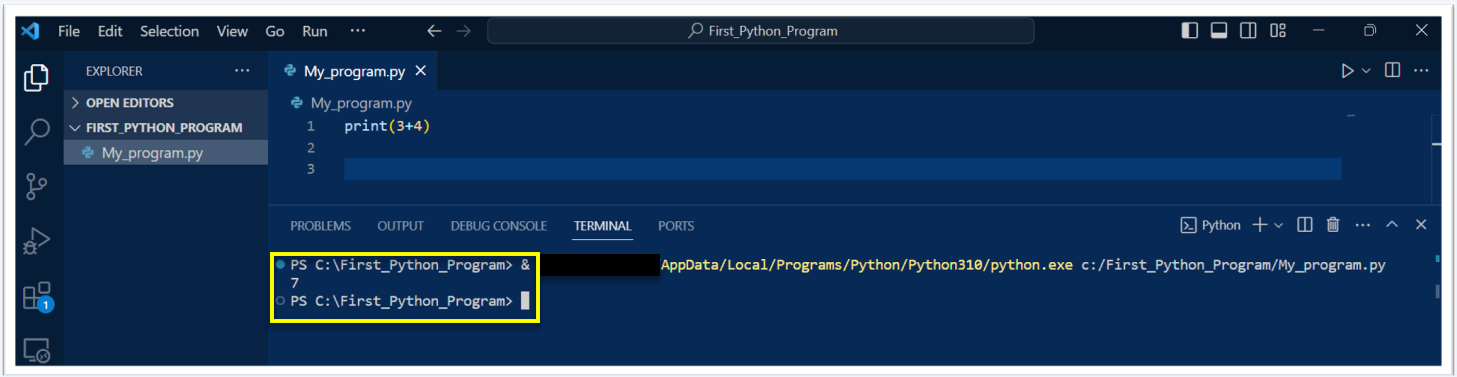 File Edit Selection View Go Run ··· First_Python_Program
EXPLORER ··· My_program.py
OPEN EDITORS
FIRST_PYTHON_PROGRAM
My_program.py
My_program.py
1 print(3+4)
2
3
PROBLEMS OUTPUT DEBUG CONSOLE TERMINAL PORTS Python ···
PS C:\First_Python_Program> & /AppData/Local/Programs/Python/Python310/python.exe c:/First_Python_Program/My_program.py
7
PS C:\First_Python_Program>
1